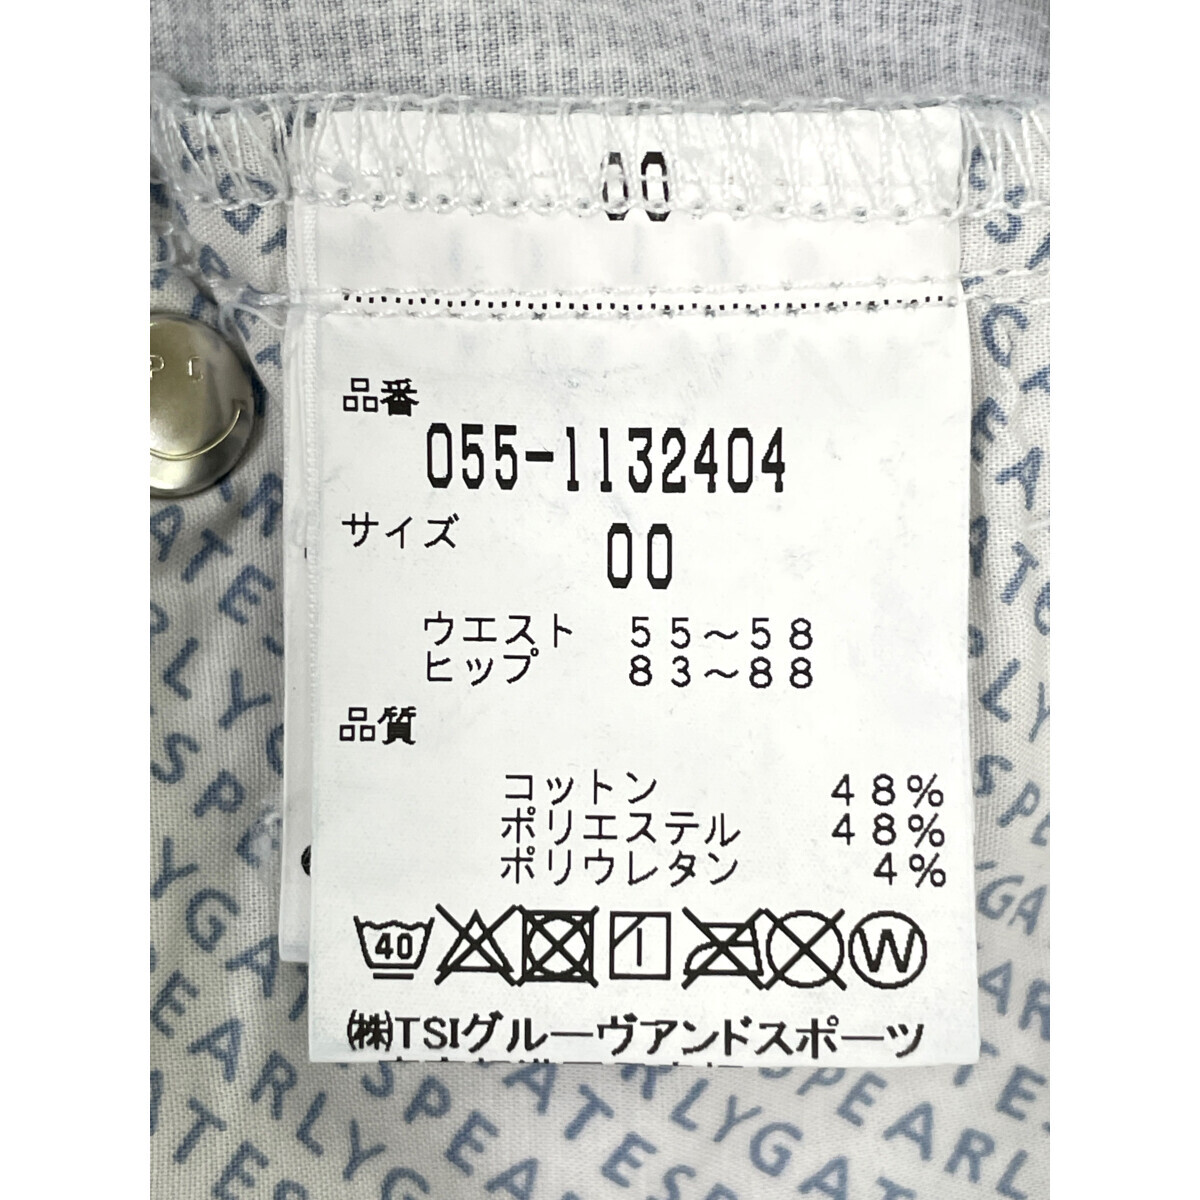 00
品番
055-1132404
サイズ
00
ウエスト 55~58
ヒップ 83~88
品質
コットン 48%
ポリエステル 48%
ポリウレタン 4%
40
W
㈱TSIグルーヴアンドスポーツ
PEARLYGATES